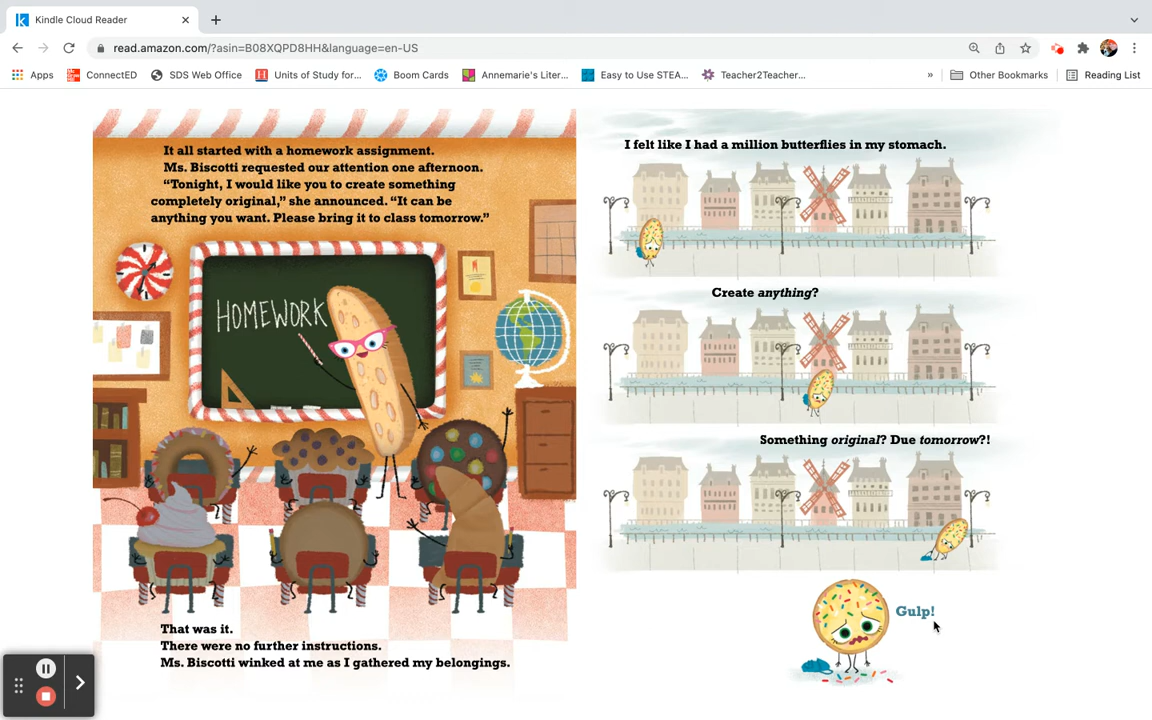 Kindle Cloud Reader
read.amazon.com/?asin=B08XQPD8HH&language=en-US
Apps
ConnectED
SDS Web Office
Units of Study for...
Boom Cards
Annemarie's Liter...
Easy to Use STEA...
Teacher2Teacher...
»
Other Bookmarks
Reading List
It all started with a homework assignment.
Ms. Biscotti requested our attention one afternoon.
“Tonight, I would like you to create something
completely original,” she announced. “It can be
anything you want. Please bring it to class tomorrow.”
HOMEWORK
That was it.
There were no further instructions.
Ms. Biscotti winked at me as I gathered my belongings.
I felt like I had a million butterflies in my stomach.
Create anything?
Something original? Due tomorrow?!
Gulp!